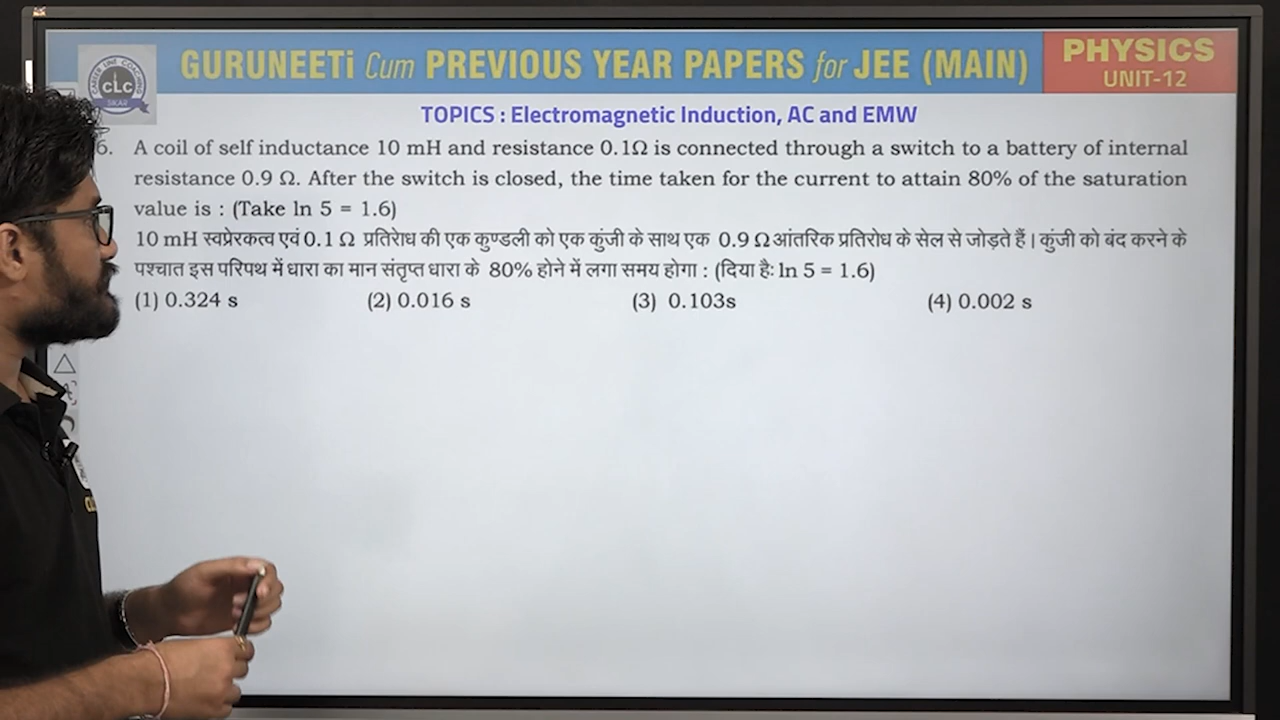 GURUNEETi Cum PREVIOUS YEAR PAPERS for JEE (MAIN)
PHYSICS
UNIT-12
CLC
SIKAR
TOPICS : Electromagnetic Induction, AC and EMW
6. A coil of self inductance 10 mH and resistance 0.1Ω is connected through a switch to a battery of internal
resistance 0.9 Ω. After the switch is closed, the time taken for the current to attain 80% of the saturation
value is : (Take ln 5 = 1.6)
10 mH स्वप्रेरकत्व एवं 0.1 Ω प्रतिरोध की एक कुण्डली को एक कुंजी के साथ एक 0.9 Ω आंतरिक प्रतिरोध के सेल से जोड़ते हैं | कुंजी को बंद करने के
पश्चात इस परिपथ में धारा का मान संतृप्त धारा के 80% होने में लगा समय होगा : (दिया है: ln 5 = 1.6)
(1) 0.324 s (2) 0.016 s (3) 0.103s (4) 0.002 s